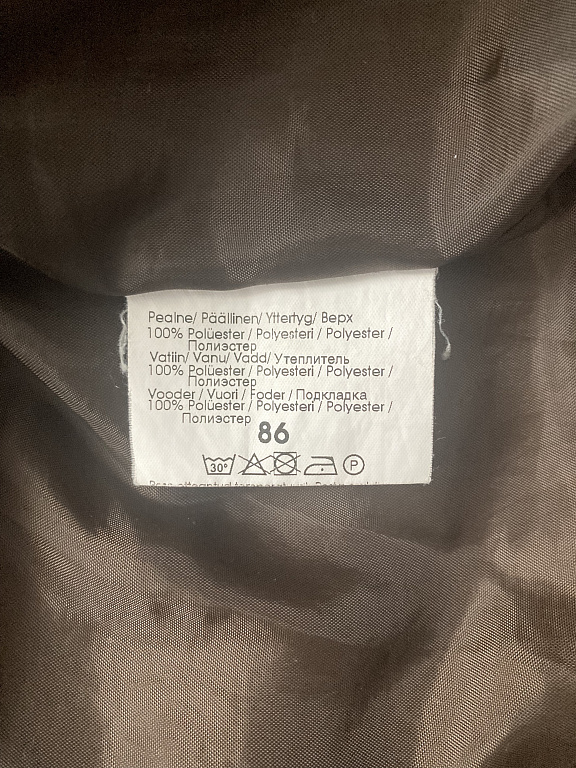 Pealne/ Päällinen/ Yttertyg/ Верх
100% Polüester / Polyesteri / Polyester /
Полиэстер
Vatiin/ Vanu/ Vadd/ Утеплитель
100% Polüester / Polyesteri / Polyester /
Полиэстер
Vooder / Vuori / Foder / Подкладка
100% Polüester / Polyesteri / Polyester /
Полиэстер
86
30° P